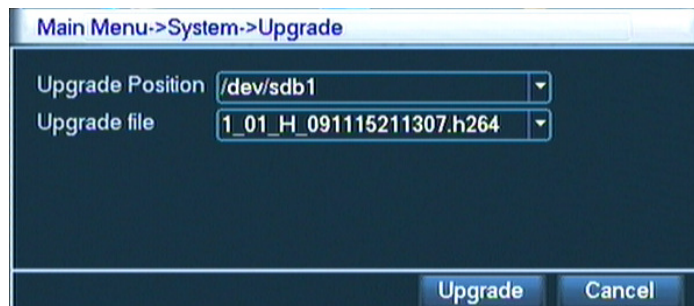 Main Menu->System->Upgrade
Upgrade Position /dev/sdb1
Upgrade file 1_01_H_091115211307.h264
Upgrade Cancel